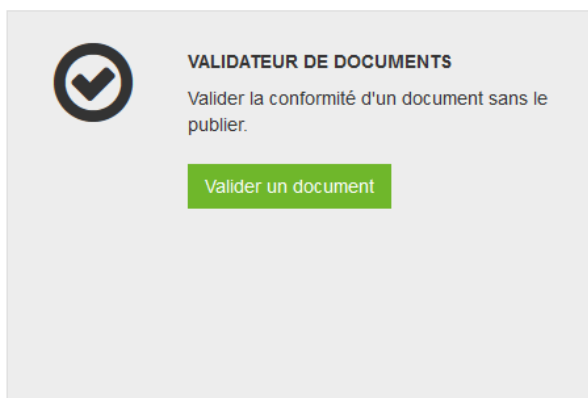 VALIDATEUR DE DOCUMENTS
Valider la conformité d'un document sans le
publier.
Valider un document